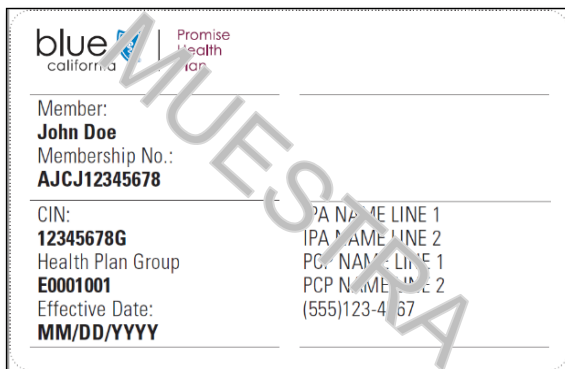 blue
california
Promise
Health
Plan
MUESTRA
Member:
John Doe
Membership No.:
AJCJ12345678
CIN:
12345678G
Health Plan Group
E0001001
Effective Date:
MM/DD/YYYY
IPA NAME LINE 1
IPA NAME LINE 2
PCP NAME LINE 1
PCP NAME LINE 2
(555)123-4567